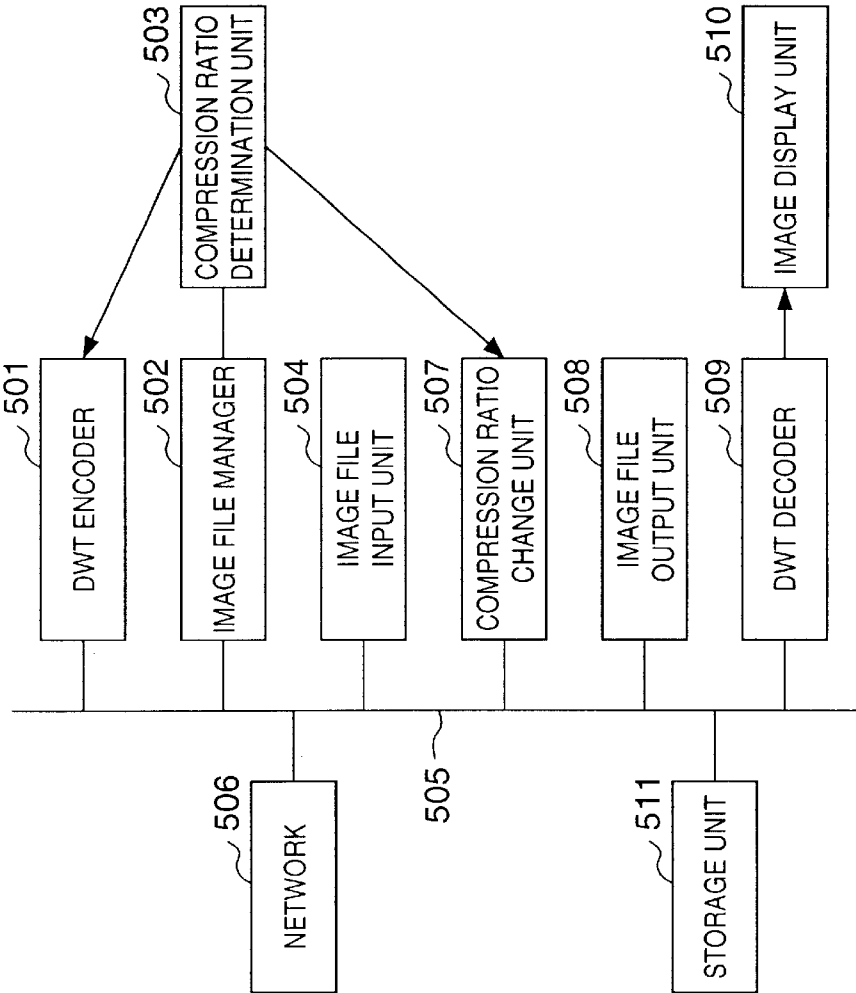 501
DWT ENCODER
502
IMAGE FILE MANAGER
503
COMPRESSION RATIO
DETERMINATION UNIT
504
IMAGE FILE
INPUT UNIT
507
COMPRESSION RATIO
CHANGE UNIT
508
IMAGE FILE
OUTPUT UNIT
509
DWT DECODER
510
IMAGE DISPLAY UNIT
506
NETWORK
505
511
STORAGE UNIT